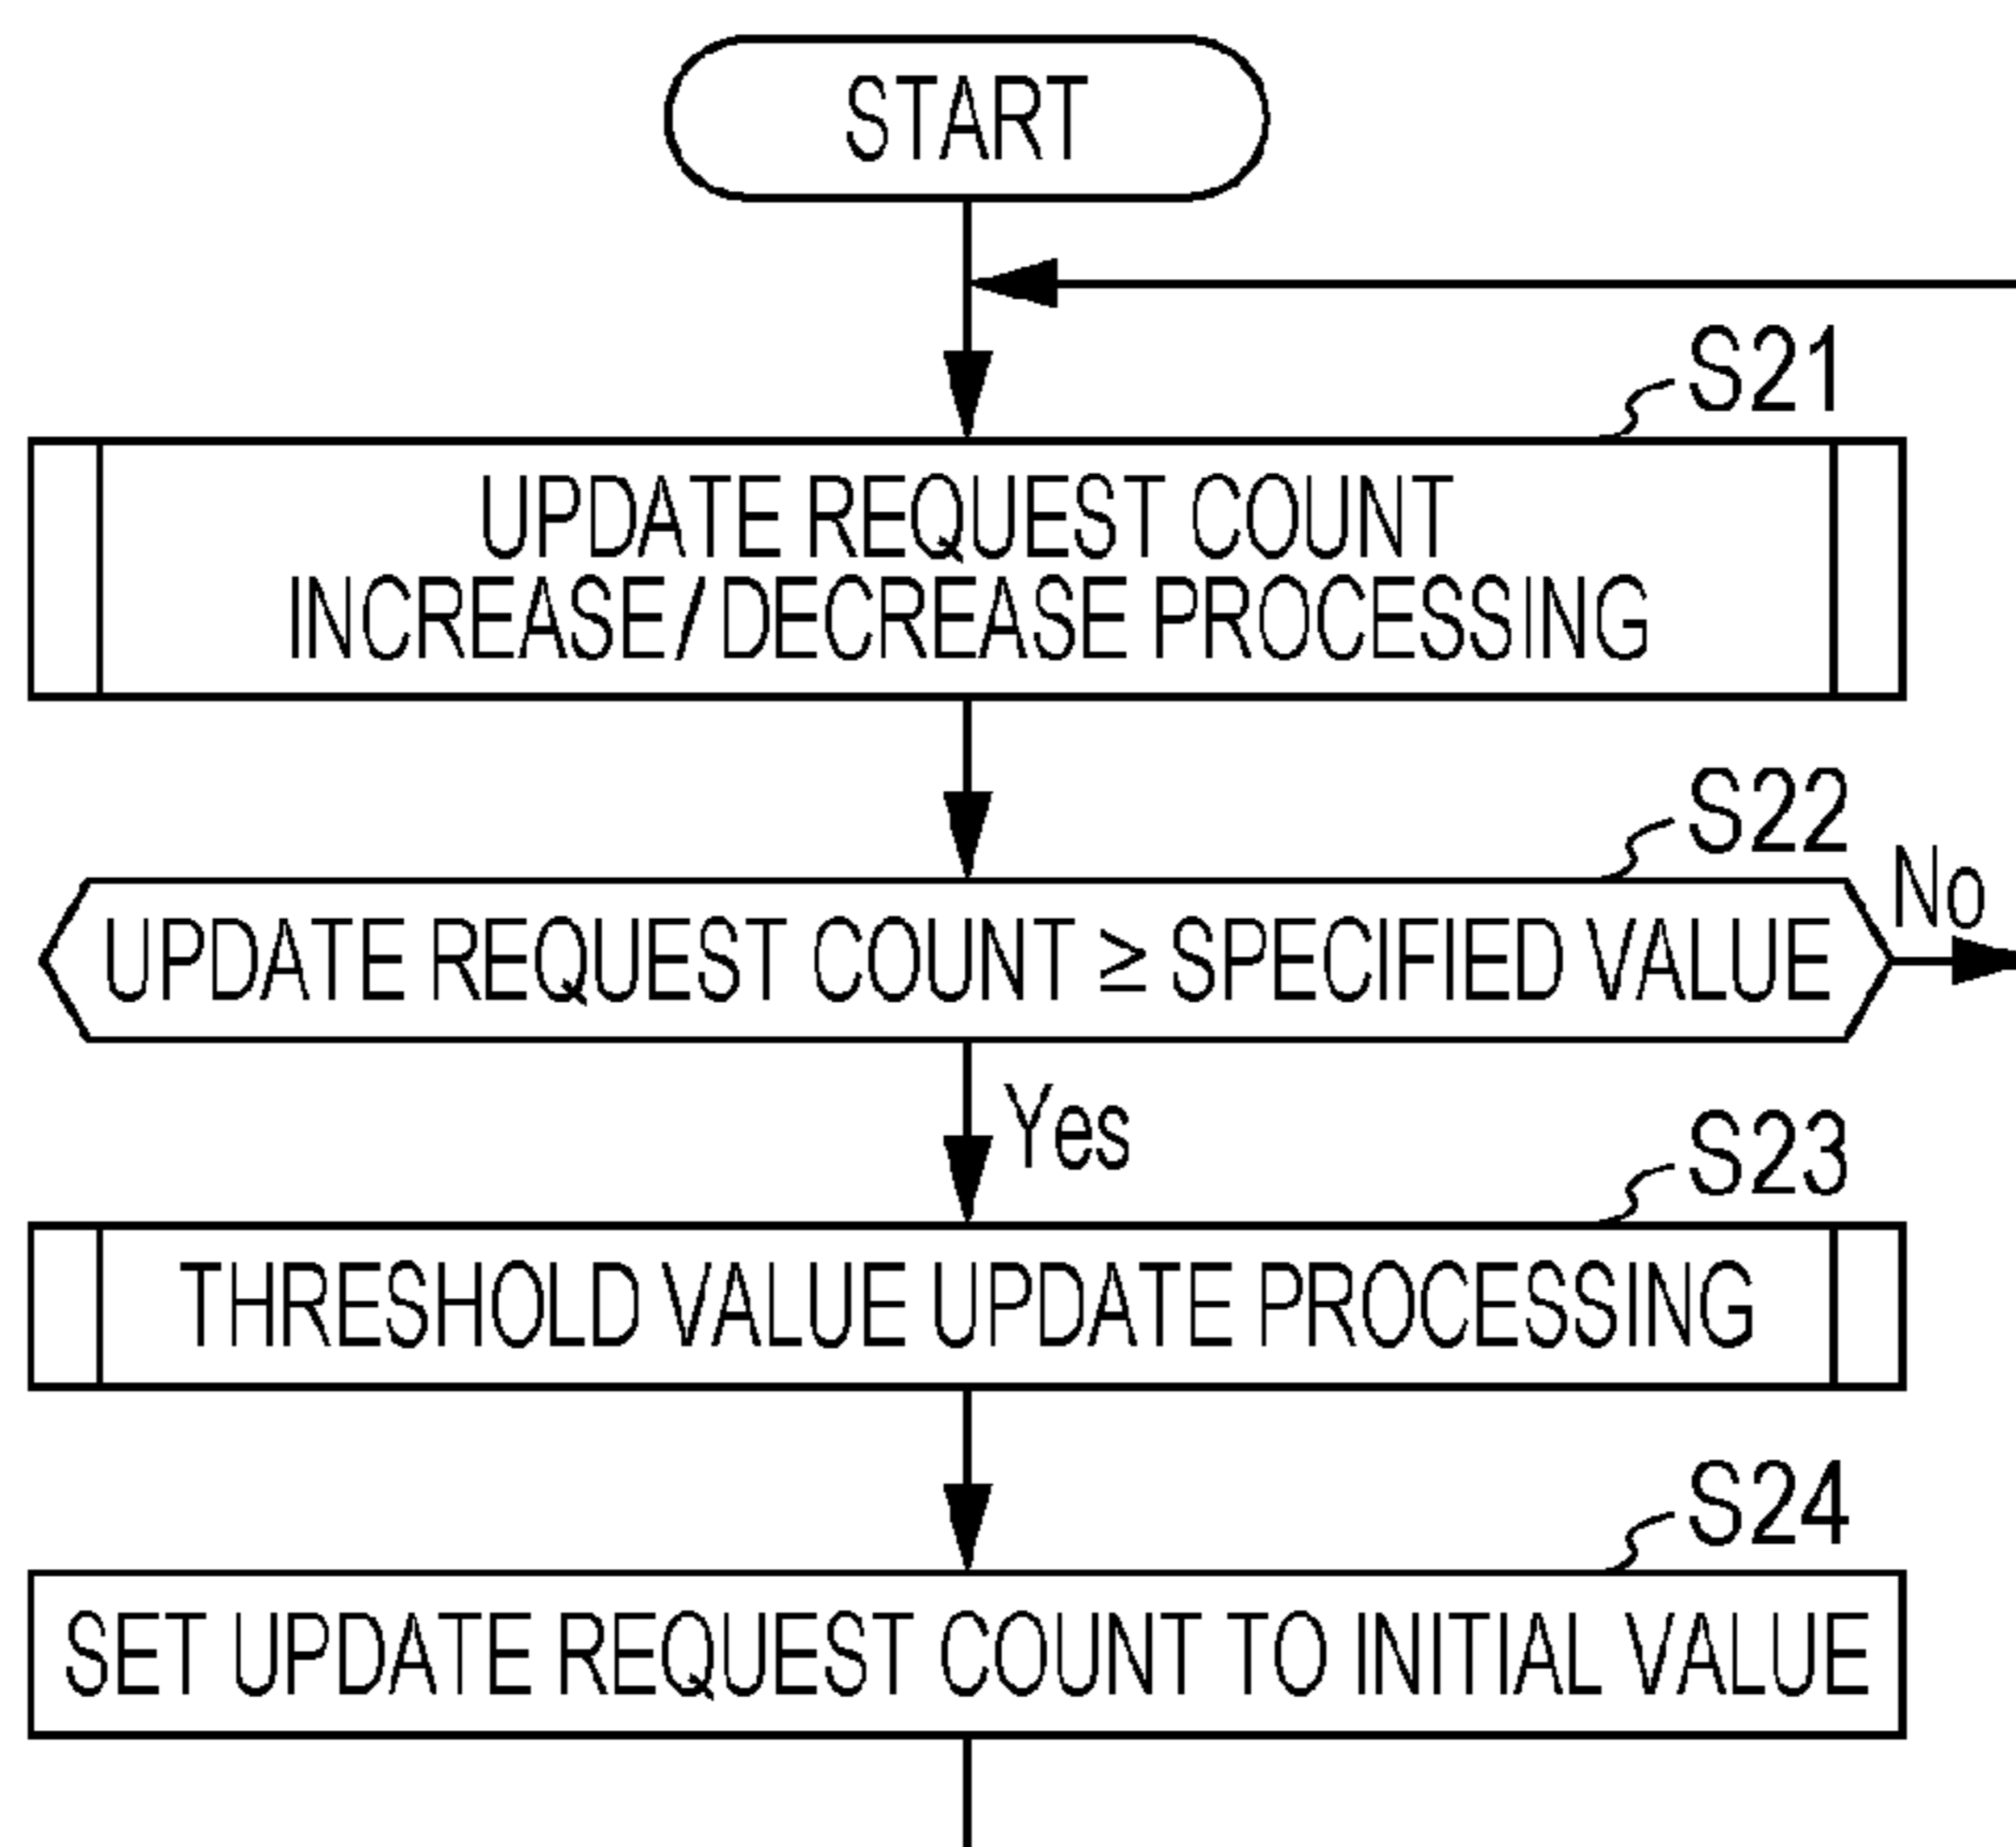 START
S21
UPDATE REQUEST COUNT
INCREASE/DECREASE PROCESSING
S22
UPDATE REQUEST COUNT ≥ SPECIFIED VALUE
No
Yes
S23
THRESHOLD VALUE UPDATE PROCESSING
S24
SET UPDATE REQUEST COUNT TO INITIAL VALUE